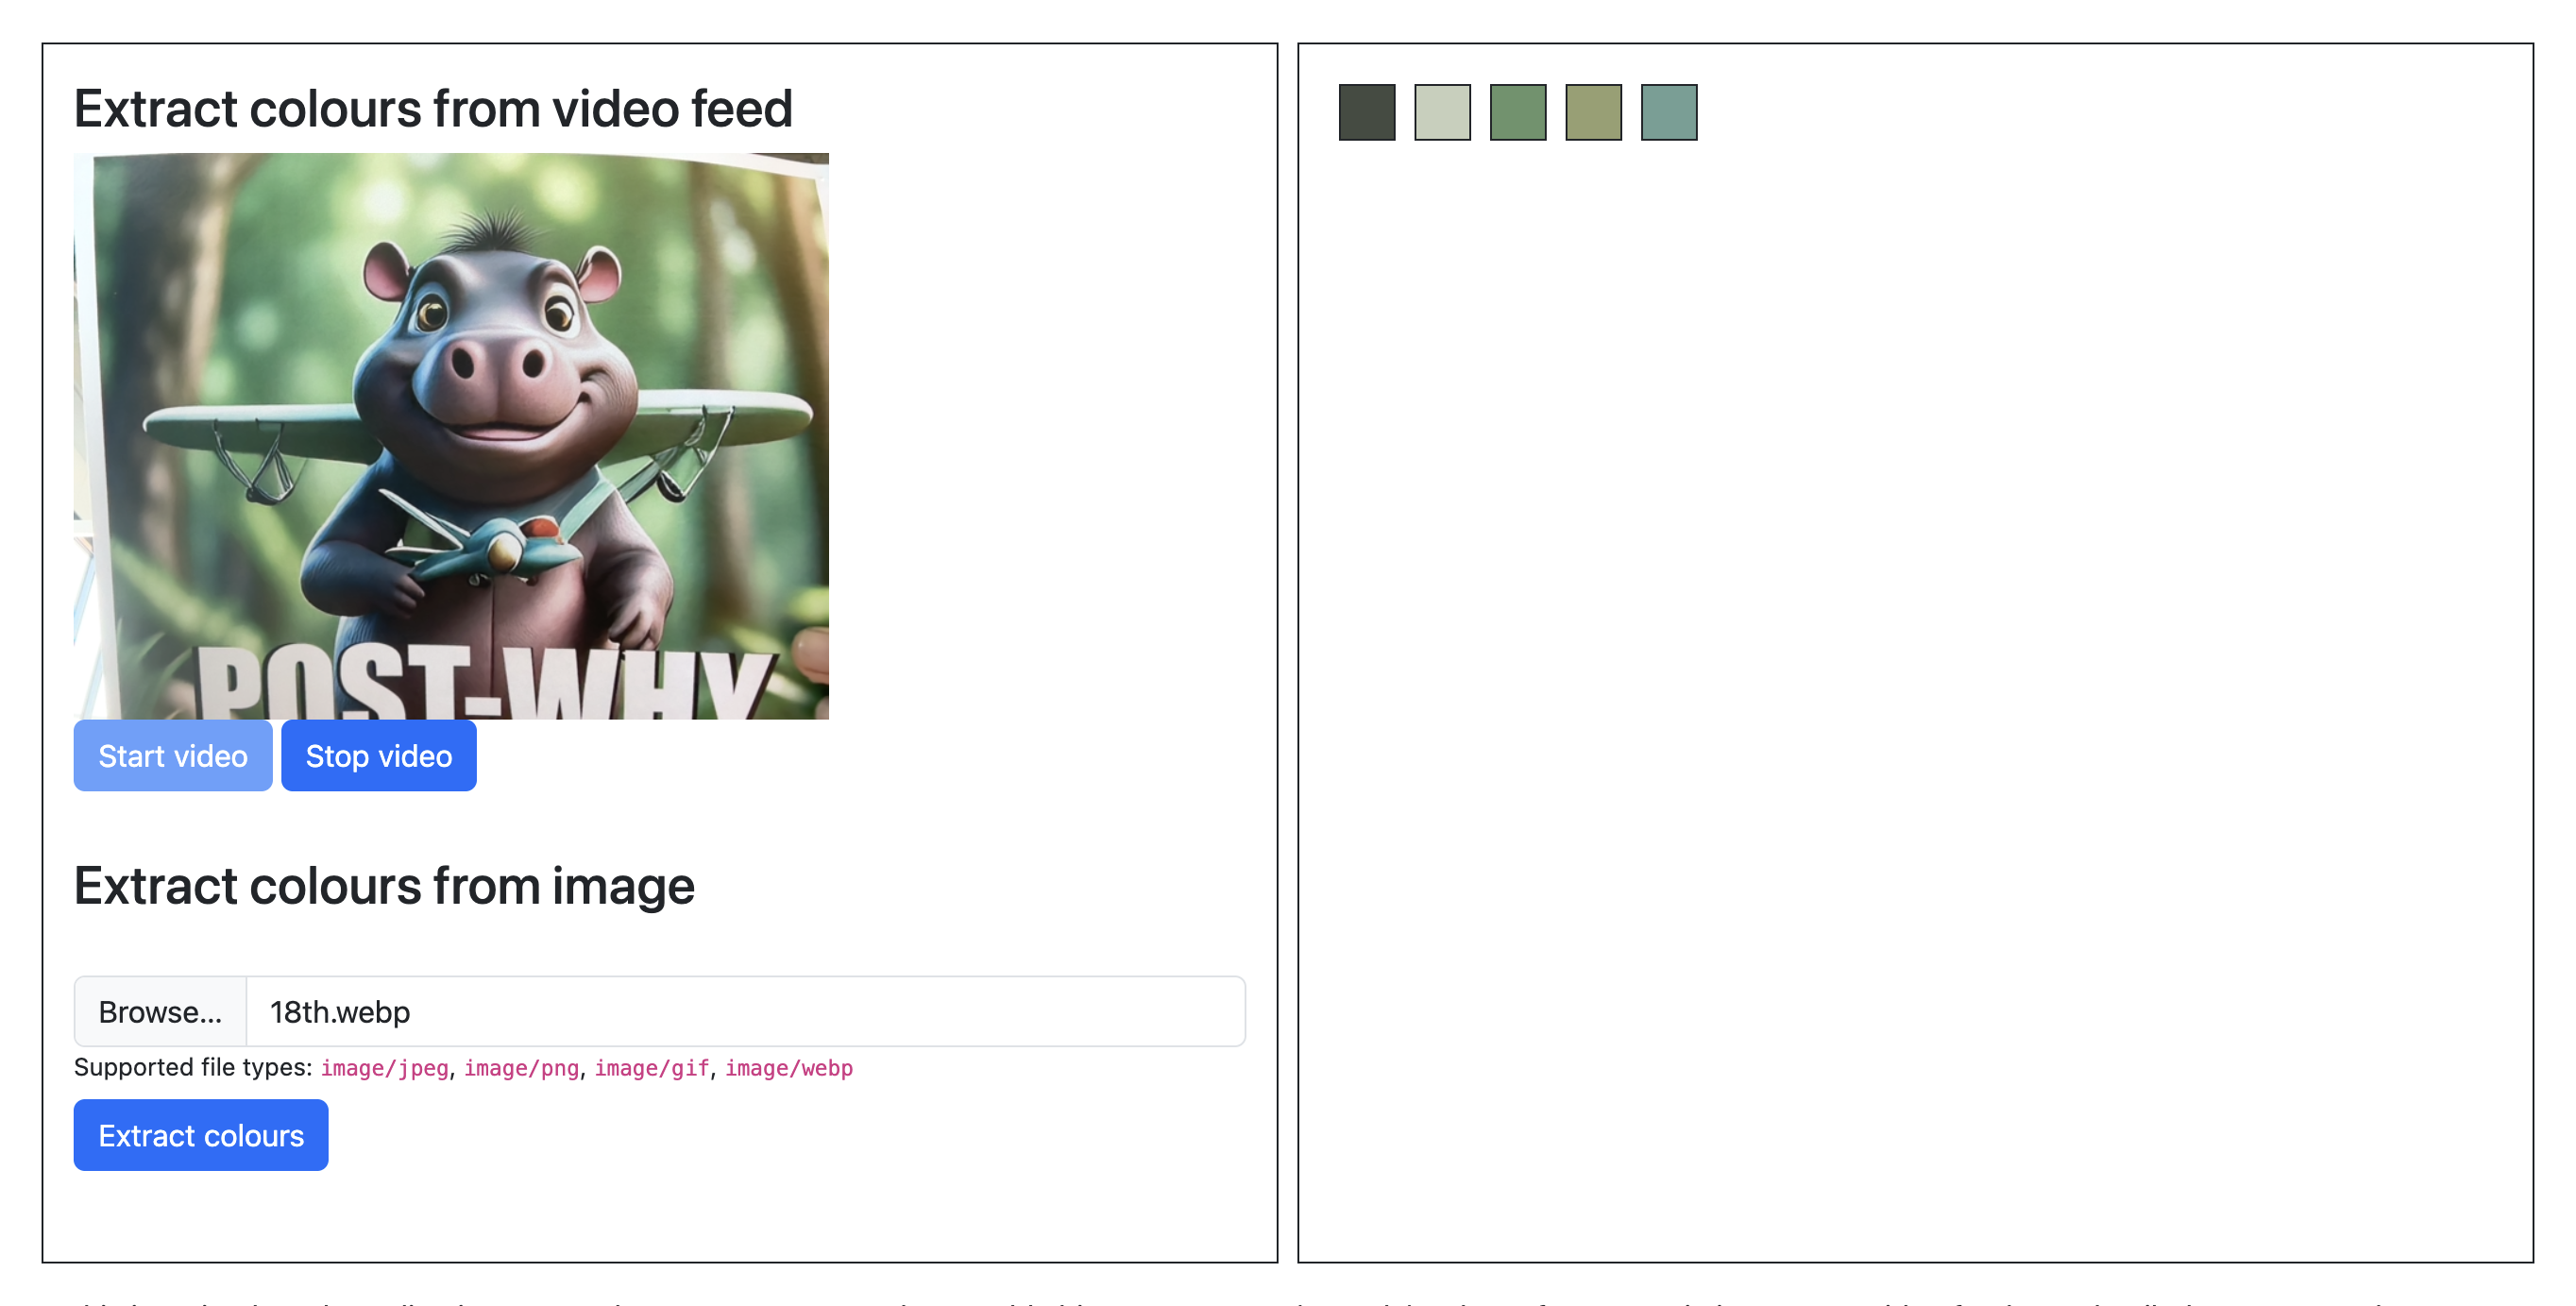 Extract colours from video feed
POST-WHY
Start video Stop video
Extract colours from image
Browse... 18th.webp
Supported file types: image/jpeg, image/png, image/gif, image/webp
Extract colours